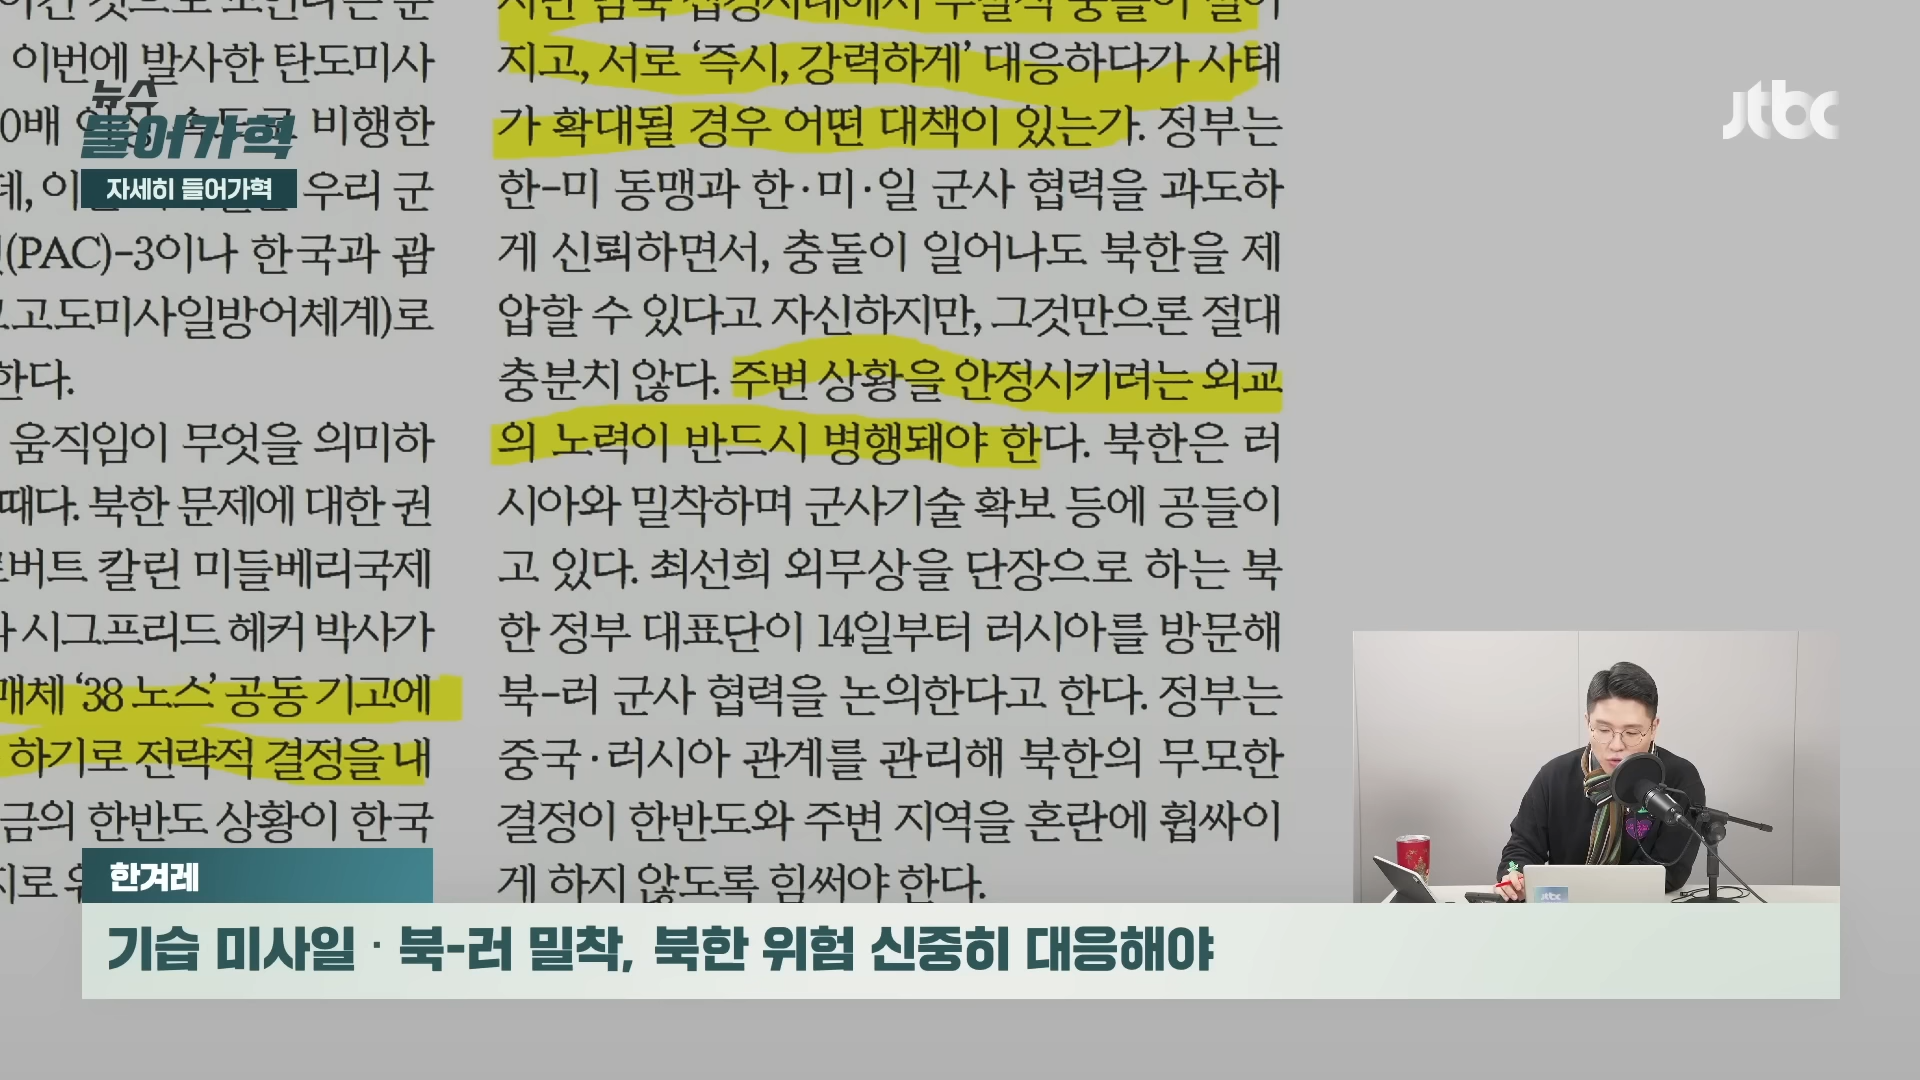 이번에 발사한 탄도미사
0배 속도로 비행한
데, 이 우리 군
(PAC)-3이나 한국과 괌
고고도미사일방어체계)로
한다.
움직임이 무엇을 의미하
때다. 북한 문제에 대한 권
로버트 칼린 미들베리국제
시그프리드 헤커 박사가
매체 ‘38 노스’ 공동 기고에
하기로 전략적 결정을 내
금의 한반도 상황이 한국
지고, 서로 ‘즉시, 강력하게’ 대응하다가 사태
가 확대될 경우 어떤 대책이 있는가. 정부는
한–미 동맹과 한·미·일 군사 협력을 과도하
게 신뢰하면서, 충돌이 일어나도 북한을 제
압할 수 있다고 자신하지만, 그것만으론 절대
충분치 않다. 주변 상황을 안정시키려는 외교
의 노력이 반드시 병행돼야 한다. 북한은 러
시아와 밀착하며 군사기술 확보 등에 공들이
고 있다. 최선희 외무상을 단장으로 하는 북
한 정부 대표단이 14일부터 러시아를 방문해
북–러 군사 협력을 논의한다고 한다. 정부는
중국·러시아 관계를 관리해 북한의 무모한
결정이 한반도와 주변 지역을 혼란에 휩싸이
게 하지 않도록 힘써야 한다.
뉴스
들어가혁
자세히 들어가혁
jtbc
jtbc
한겨레
기습 미사일·북-러 밀착, 북한 위험 신중히 대응해야